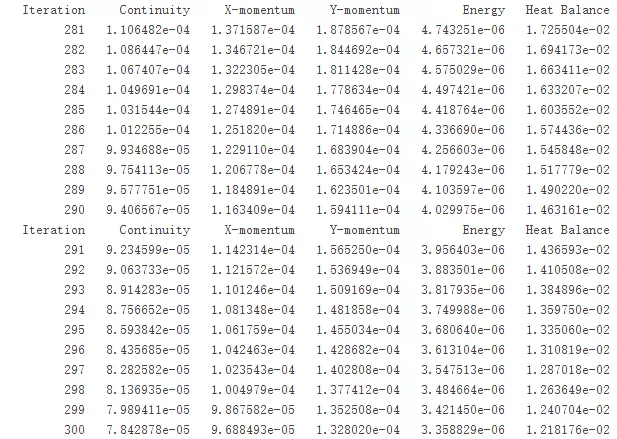 Iteration Continuity X-momentum Y-momentum Energy Heat Balance
281 1.106482e-04 1.371587e-04 1.878567e-04 4.743251e-06 1.725504e-02
282 1.086447e-04 1.346721e-04 1.844692e-04 4.657321e-06 1.694173e-02
283 1.067407e-04 1.322305e-04 1.811428e-04 4.575029e-06 1.663411e-02
284 1.049691e-04 1.298374e-04 1.778634e-04 4.497421e-06 1.633207e-02
285 1.031544e-04 1.274891e-04 1.746465e-04 4.418764e-06 1.603552e-02
286 1.012255e-04 1.251820e-04 1.714886e-04 4.336690e-06 1.574436e-02
287 9.934688e-05 1.229110e-04 1.683904e-04 4.256603e-06 1.545848e-02
288 9.754113e-05 1.206778e-04 1.653424e-04 4.179243e-06 1.517779e-02
289 9.577751e-05 1.184891e-04 1.623501e-04 4.103597e-06 1.490220e-02
290 9.406567e-05 1.163409e-04 1.594111e-04 4.029975e-06 1.463161e-02
Iteration Continuity X-momentum Y-momentum Energy Heat Balance
291 9.234599e-05 1.142314e-04 1.565250e-04 3.956403e-06 1.436593e-02
292 9.063733e-05 1.121572e-04 1.536949e-04 3.883501e-06 1.410508e-02
293 8.914283e-05 1.101246e-04 1.509169e-04 3.817935e-06 1.384896e-02
294 8.756652e-05 1.081348e-04 1.481858e-04 3.749988e-06 1.359750e-02
295 8.593842e-05 1.061759e-04 1.455034e-04 3.680640e-06 1.335060e-02
296 8.435685e-05 1.042463e-04 1.428682e-04 3.613104e-06 1.310819e-02
297 8.282582e-05 1.023543e-04 1.402808e-04 3.547513e-06 1.287018e-02
298 8.136935e-05 1.004979e-04 1.377412e-04 3.484664e-06 1.263649e-02
299 7.989411e-05 9.867582e-05 1.352508e-04 3.421450e-06 1.240704e-02
300 7.842878e-05 9.688493e-05 1.328020e-04 3.358829e-06 1.218176e-02